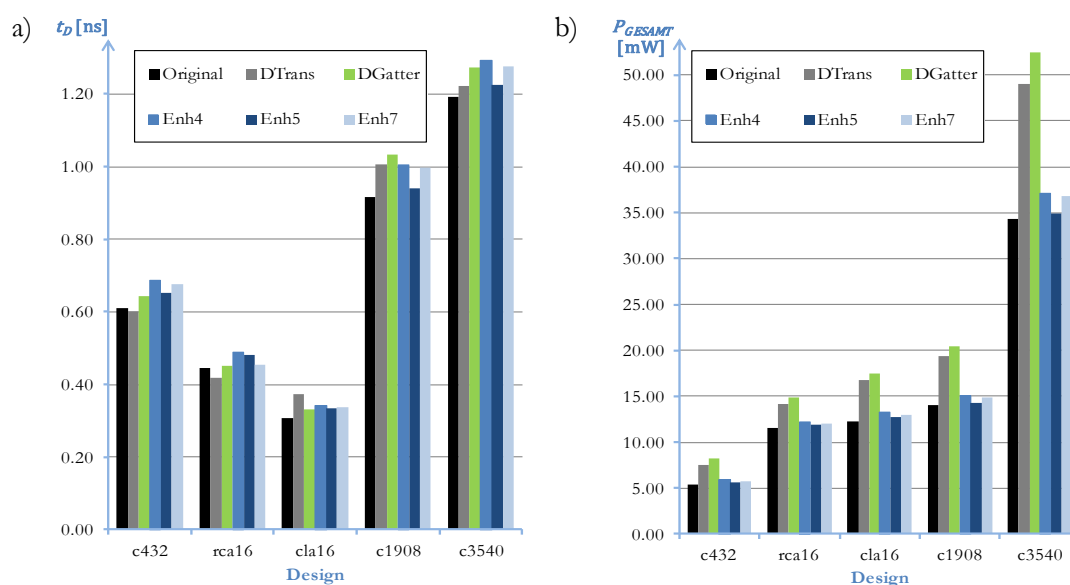 a)
t_D [ns]
Original DTrans DGatter
Enh4 Enh5 Enh7
1.20
1.00
0.80
0.60
0.40
0.20
0.00
c432 rca16 cla16 c1908 c3540
Design
b)
P_GESAMT
[mW]
Original DTrans DGatter
Enh4 Enh5 Enh7
50.00
45.00
40.00
35.00
30.00
25.00
20.00
15.00
10.00
5.00
0.00
c432 rca16 cla16 c1908 c3540
Design